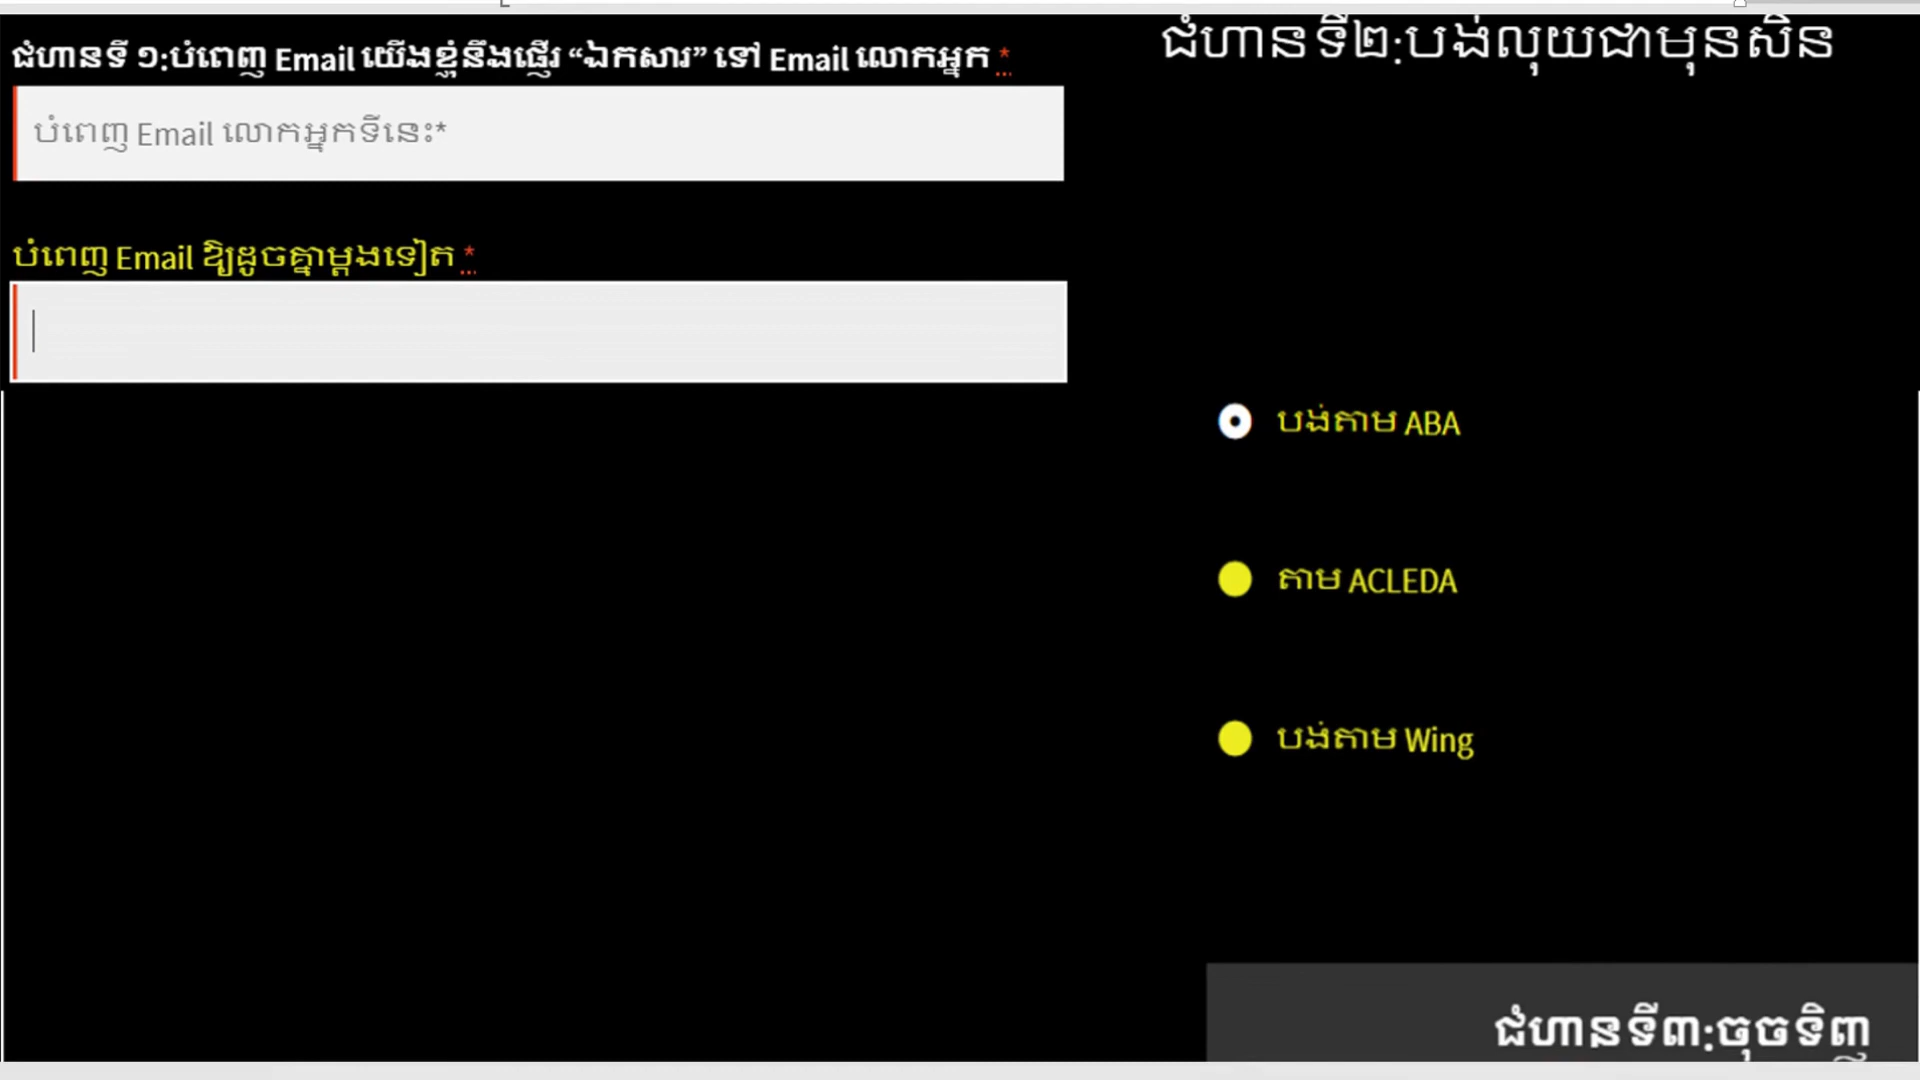 ជំហានទី ១:បំពេញ Email យើងខ្ញុំនឹងផ្ញើរ “ឯកសារ” ទៅ Email លោកអ្នក *
បំពេញ Email លោកអ្នកទីនេះ*
បំពេញ Email ឱ្យដូចគ្នាម្ដងទៀត *
ជំហានទី២:បង់លុយជាមុនសិន
បង់តាម ABA
តាម ACLEDA
បង់តាម Wing
ជំហានទី៣:ចុចទិញ